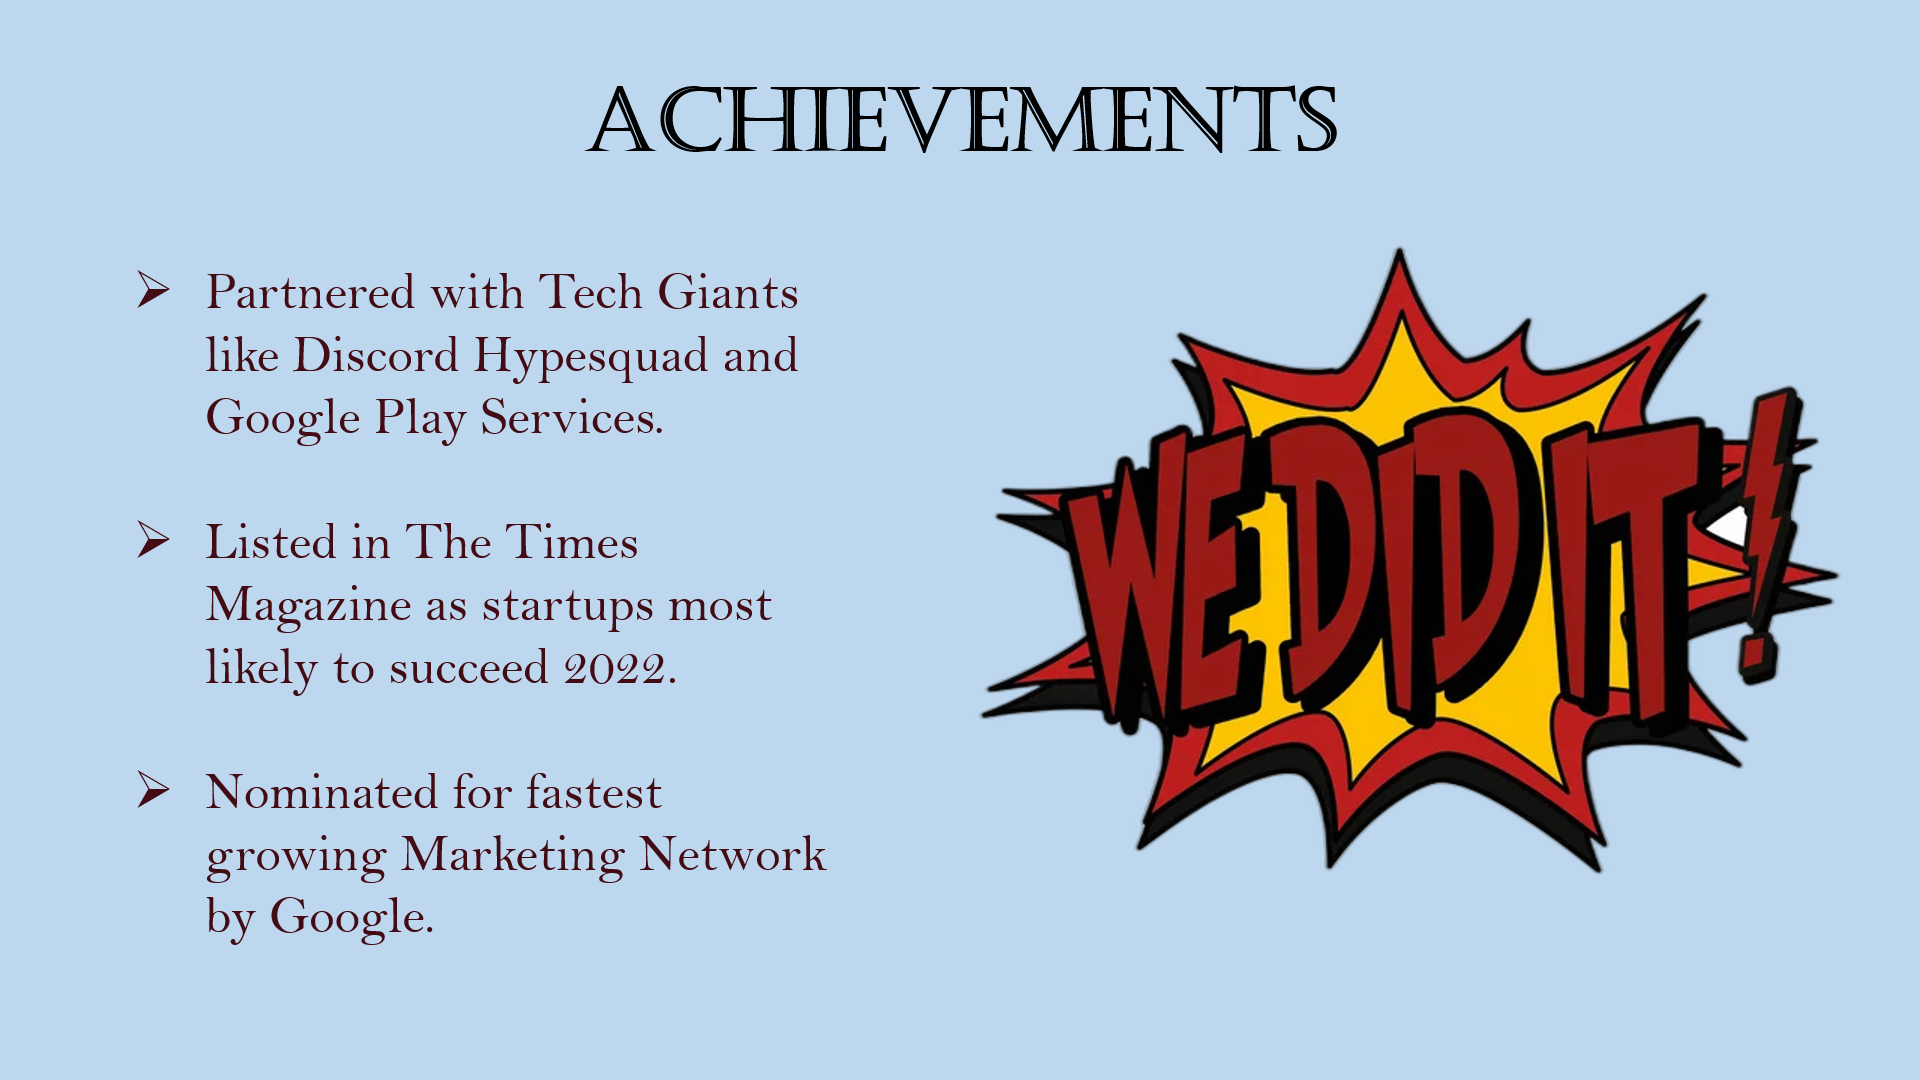 ACHIEVEMENTS
Partnered with Tech Giants
like Discord Hypesquad and
Google Play Services.
Listed in The Times
Magazine as startups most
likely to succeed 2022.
Nominated for fastest
growing Marketing Network
by Google.
WE DID IT!